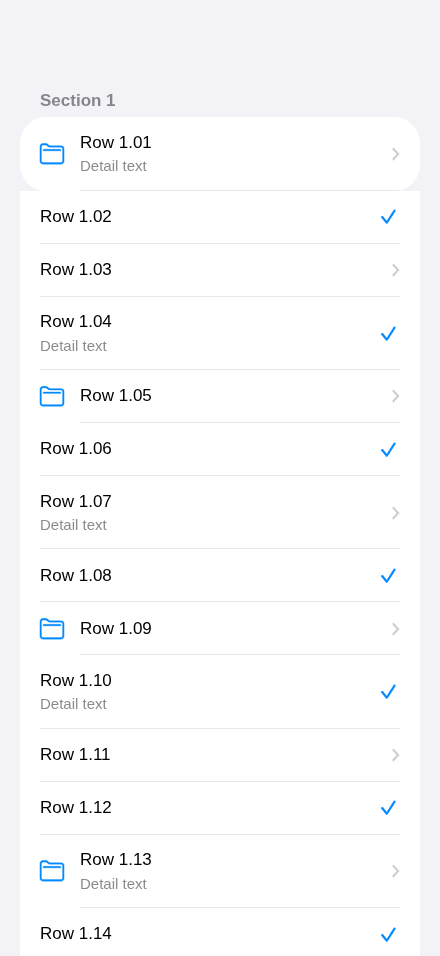 Section 1
Row 1.01
Detail text
Row 1.02
Row 1.03
Row 1.04
Detail text
Row 1.05
Row 1.06
Row 1.07
Detail text
Row 1.08
Row 1.09
Row 1.10
Detail text
Row 1.11
Row 1.12
Row 1.13
Detail text
Row 1.14